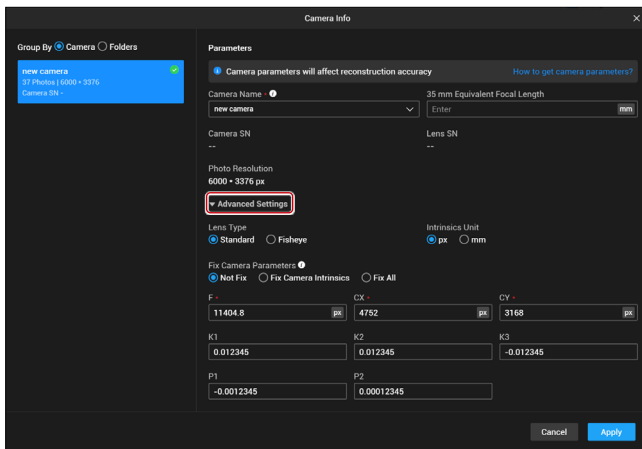 Camera Info
Group By Camera Folders
new camera
37 Photos | 6000 * 3376
Camera SN -
Parameters
Camera parameters will affect reconstruction accuracy How to get camera parameters?
Camera Name * 35 mm Equivalent Focal Length
new camera Enter mm
Camera SN Lens SN
-- --
Photo Resolution
6000 * 3376 px
Advanced Settings
Lens Type Intrinsics Unit
Standard Fisheye px mm
Fix Camera Parameters
Not Fix Fix Camera Intrinsics Fix All
F * CX * CY *
11404.8 px 4752 px 3168 px
K1 K2 K3
0.012345 0.012345 -0.012345
P1 P2
-0.0012345 0.00012345
Cancel Apply